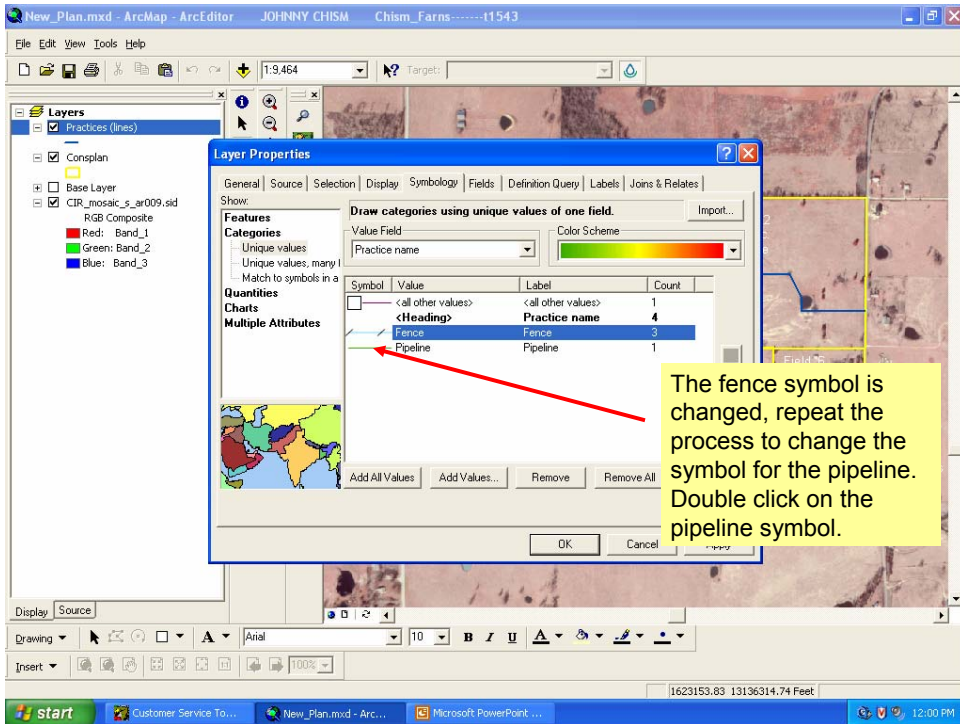 New_Plan.mxd - ArcMap - ArcEditor JOHNNY CHISM Chism_Farns-------t1543
File Edit View Tools Help
1:9,464 Target:
Layers
Practices (lines)
Consplan
Base Layer
CIR_mosaic_s_ar009.sid
RGB Composite
Red: Band_1
Green: Band_2
Blue: Band_3
Layer Properties
General Source Selection Display Symbology Fields Definition Query Labels Joins & Relates
Show:
Features
Categories
Unique values
Unique values, many f
Match to symbols in a
Quantities
Charts
Multiple Attributes
Draw categories using unique values of one field.
Import...
Value Field
Practice name
Color Scheme
Symbol Value Label Count
<all other values> <all other values> 1
<Heading> Practice name 4
Fence Fence 3
Pipeline Pipeline 1
Add All Values Add Values... Remove Remove All
OK Cancel Apply
The fence symbol is
changed, repeat the
process to change the
symbol for the pipeline.
Double click on the
pipeline symbol.
Display Source
Drawing A Arial 10 B I U A
Insert 100%
1623153.83 13136314.74 Feet
start Customer Service To... New_Plan.mxd - Arc... Microsoft PowerPoint ... 12:00 PM